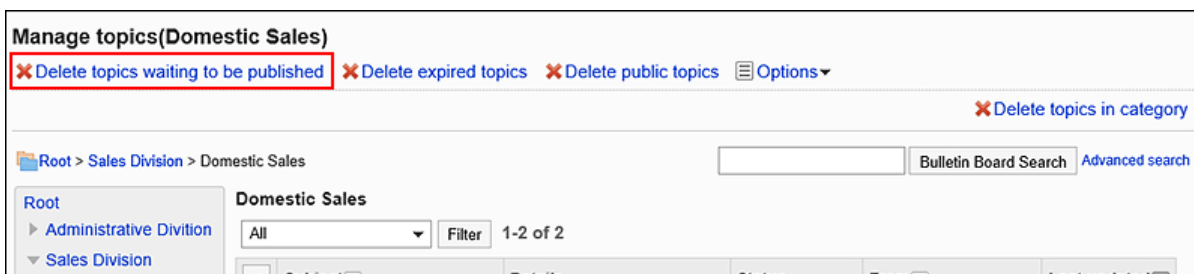 Manage topics(Domestic Sales)
Delete topics waiting to be published Delete expired topics Delete public topics Options
Delete topics in category
Root > Sales Division > Domestic Sales Bulletin Board Search Advanced search
Root Domestic Sales
Administrative Divition All Filter 1-2 of 2
Sales Division